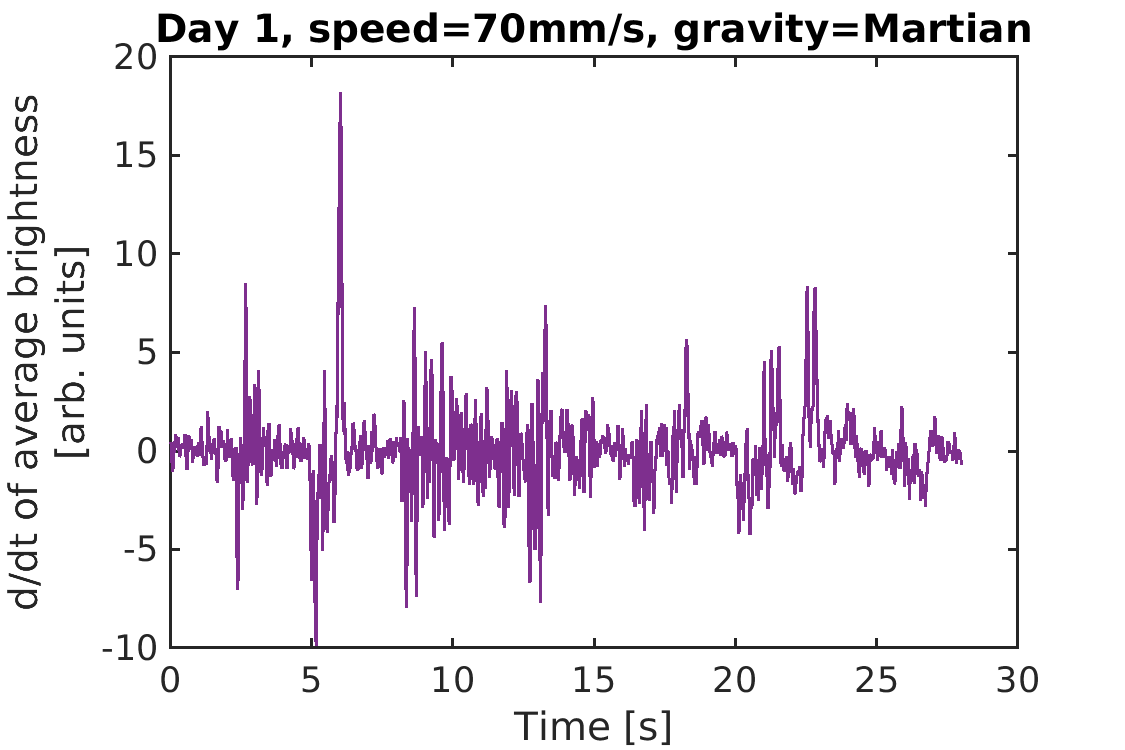 Day 1, speed=70mm/s, gravity=Martian
d/dt of average brightness
[arb. units]
20
15
10
5
0
-5
-10
0 5 10 15 20 25 30
Time [s]